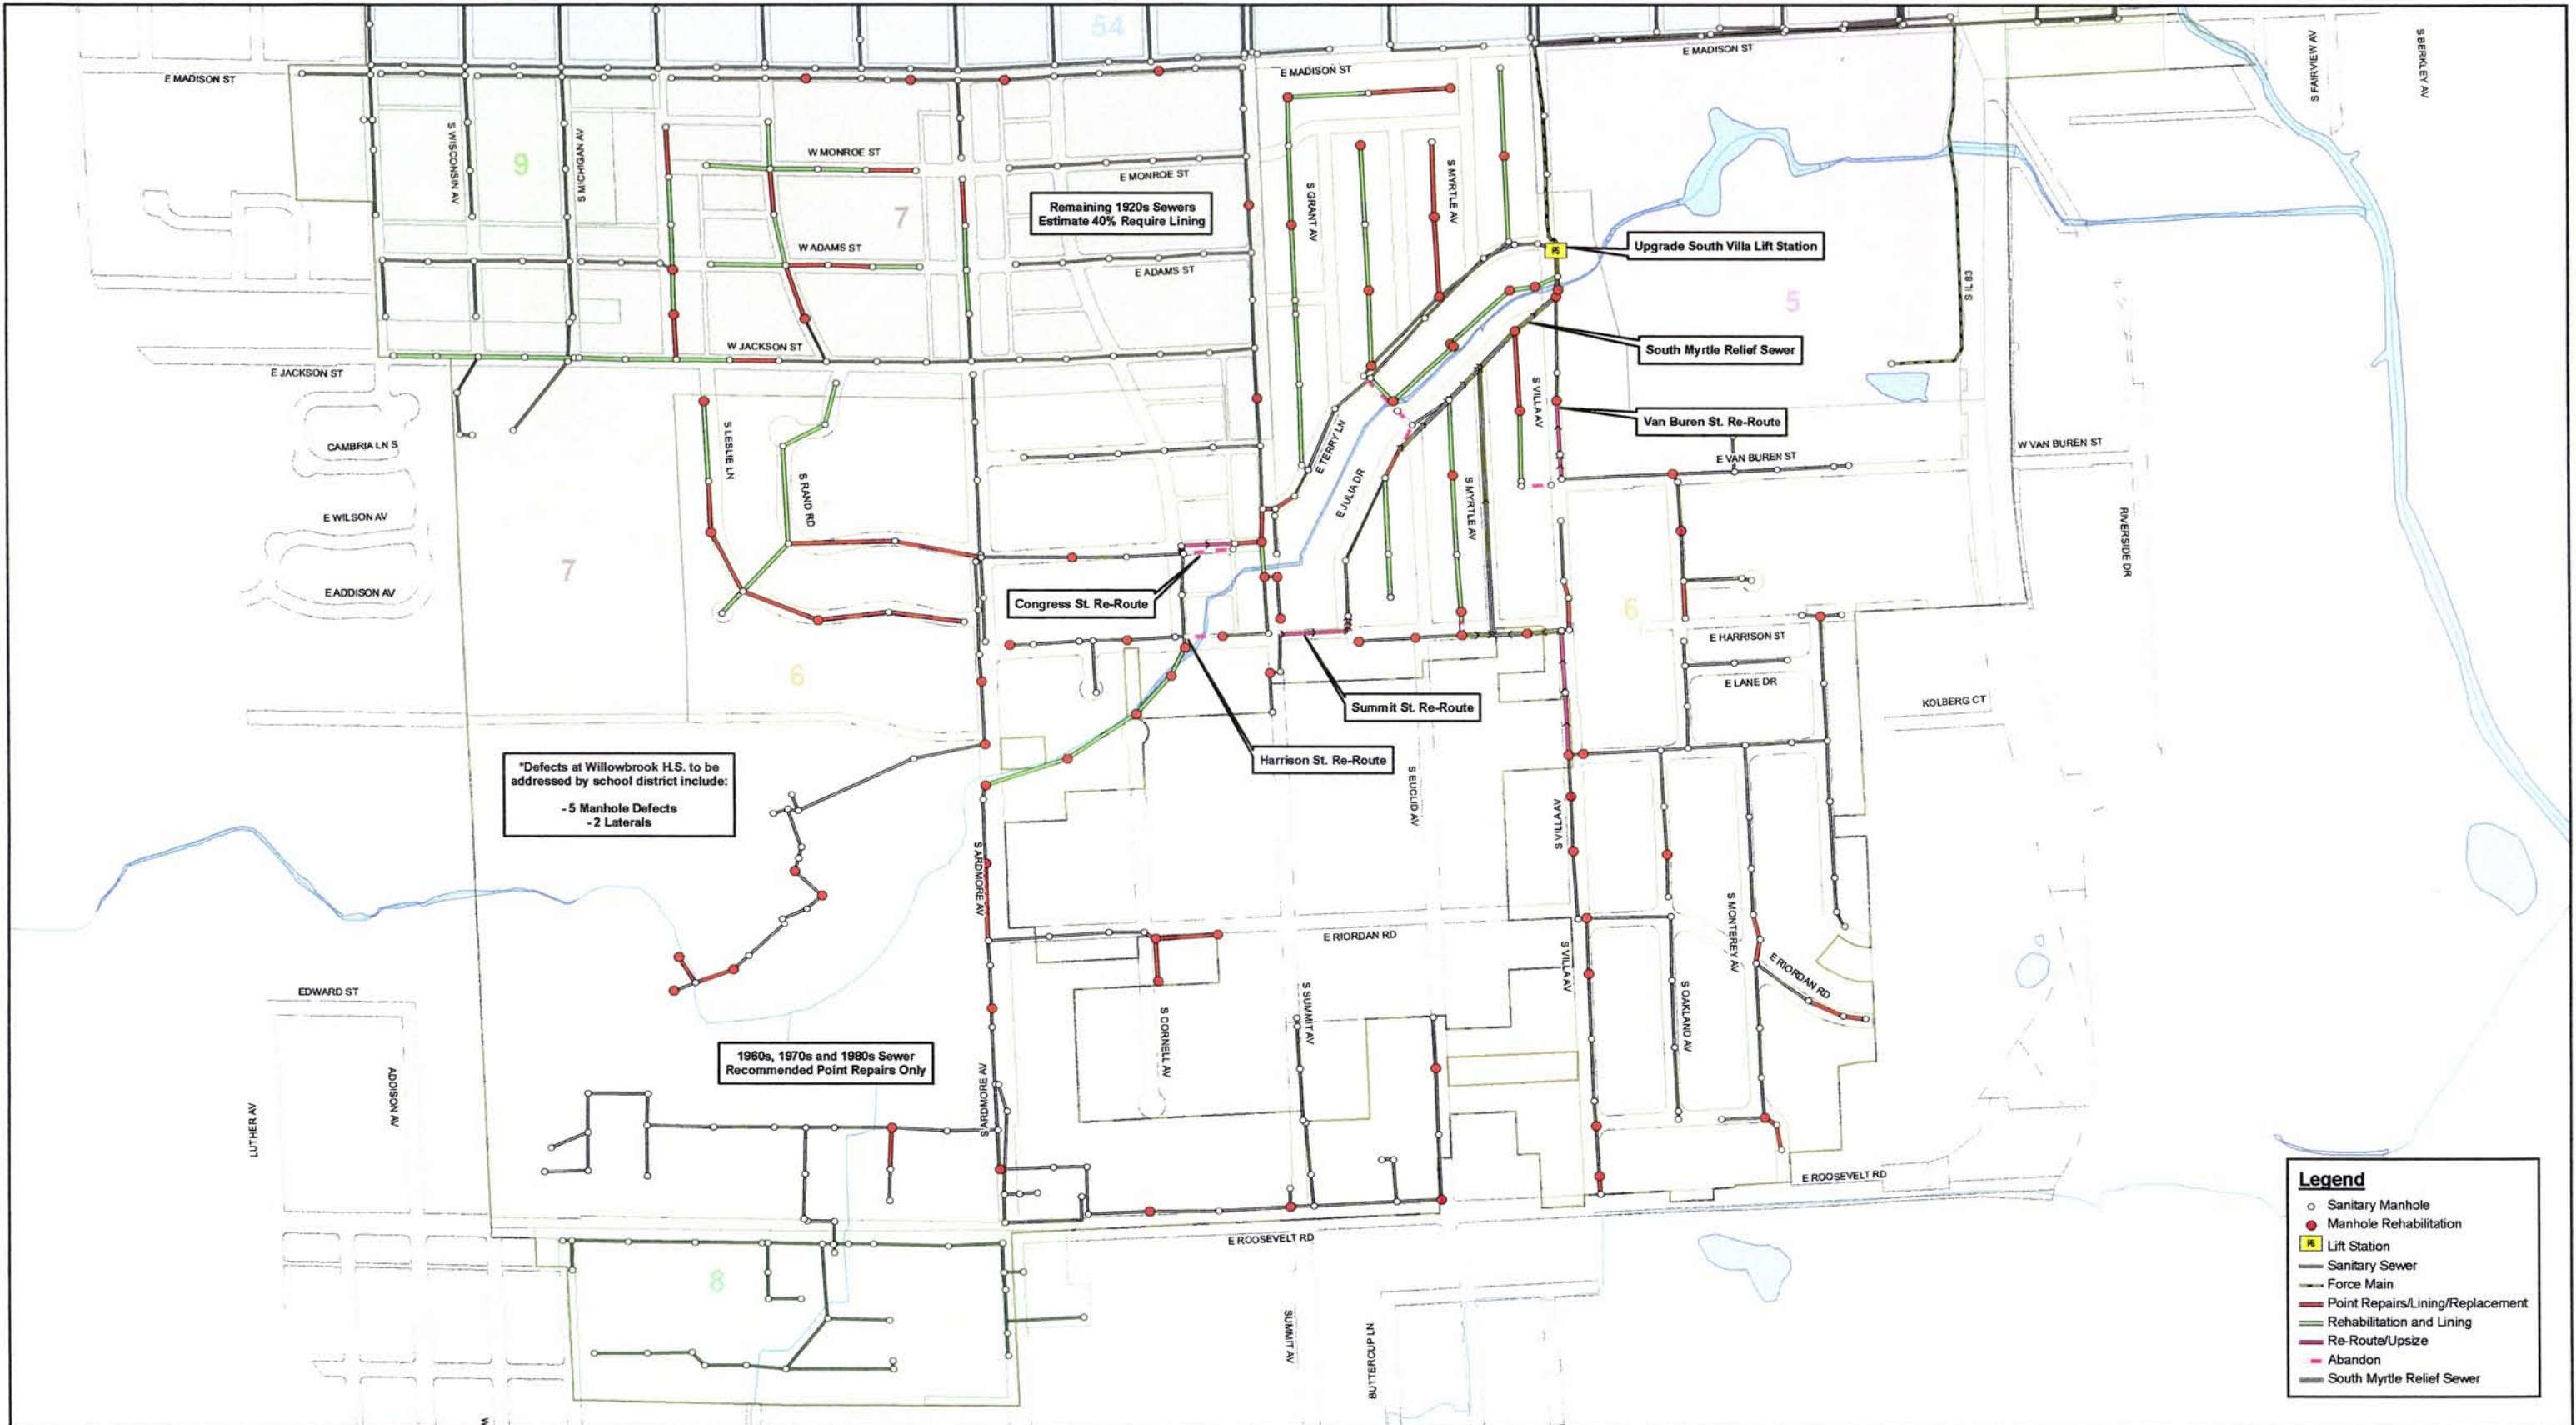 54
E MADISON ST
E MADISON ST
E MADISON ST
S FAIRVIEW AV
S BERKLEY AV
S WISCONSIN AV
9
S MICHIGAN AV
W MONROE ST
E MONROE ST
7
Remaining 1920s Sewers
Estimate 40% Require Lining
S GRANT AV
S MYRTLE AV
W ADAMS ST
E ADAMS ST
PS
Upgrade South Villa Lift Station
5
S IL 83
W JACKSON ST
E JACKSON ST
South Myrtle Relief Sewer
S VILLA AV
Van Buren St. Re-Route
CAMBRIA LN S
S LESLIE LN
E TERRY LN
W VAN BUREN ST
E VAN BUREN ST
S RAND RD
E JULIA DR
S MYRTLE AV
E WILSON AV
RIVERSIDE DR
7
E ADDISON AV
Congress St. Re-Route
6
E HARRISON ST
6
E LANE DR
KOLBERG CT
Summit St. Re-Route
Harrison St. Re-Route
*Defects at Willowbrook H.S. to be
addressed by school district include:
- 5 Manhole Defects
- 2 Laterals
S EUCLID AV
S VILLA AV
S ARDMORE AV
S MONTEREY AV
E RIORDAN RD
S VILLA AV
E RIORDAN RD
EDWARD ST
S CORNELL AV
S SUMMIT AV
S OAKLAND AV
1960s, 1970s and 1980s Sewer
Recommended Point Repairs Only
LUTHER AV
ADDISON AV
S ARDMORE AV
E ROOSEVELT RD
E ROOSEVELT RD
8
SUMMIT AV
BUTTERCUP LN
Legend
Sanitary Manhole
Manhole Rehabilitation
PS Lift Station
Sanitary Sewer
Force Main
Point Repairs/Lining/Replacement
Rehabilitation and Lining
Re-Route/Upsize
Abandon
South Myrtle Relief Sewer